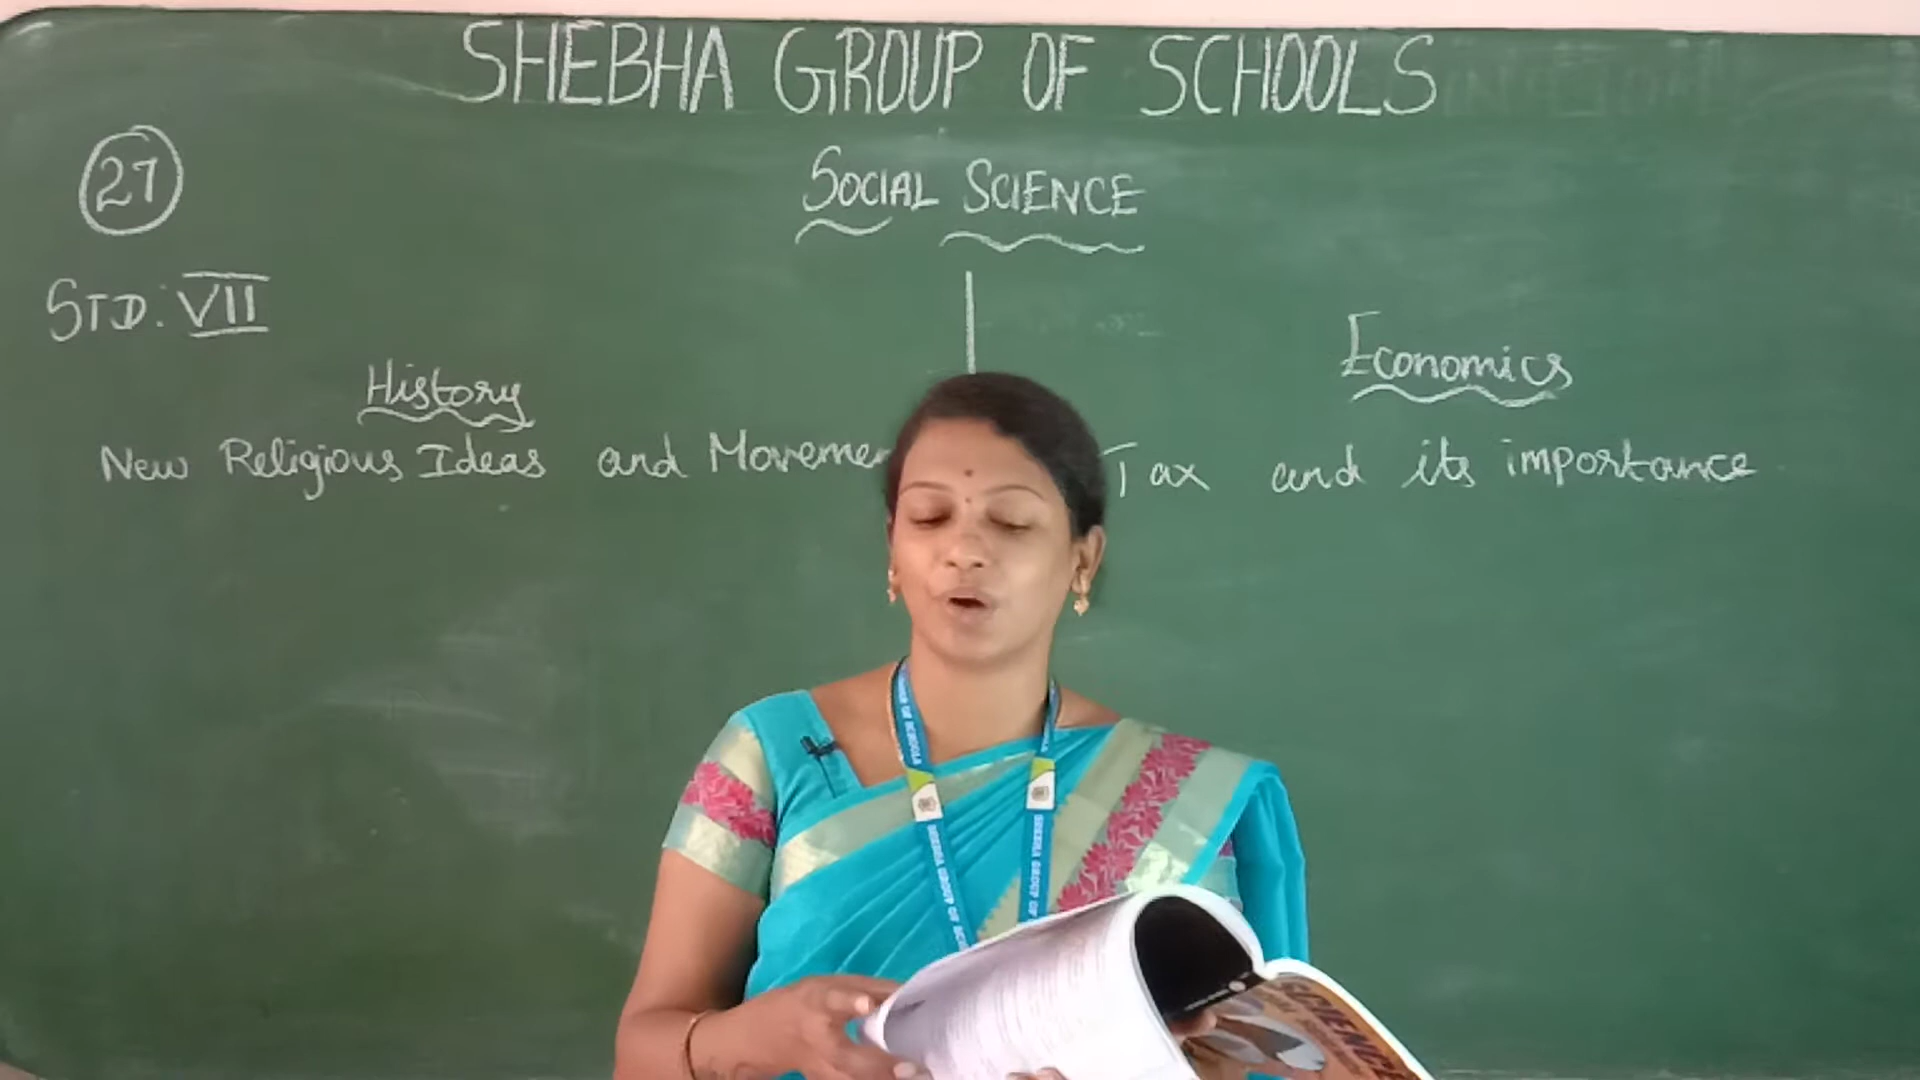 SHEBHA GROUP OF SCHOOLS
27
SOCIAL SCIENCE
STD: VII
History
New Religious Ideas and
Economics
Tax and its importance
SCIENCE